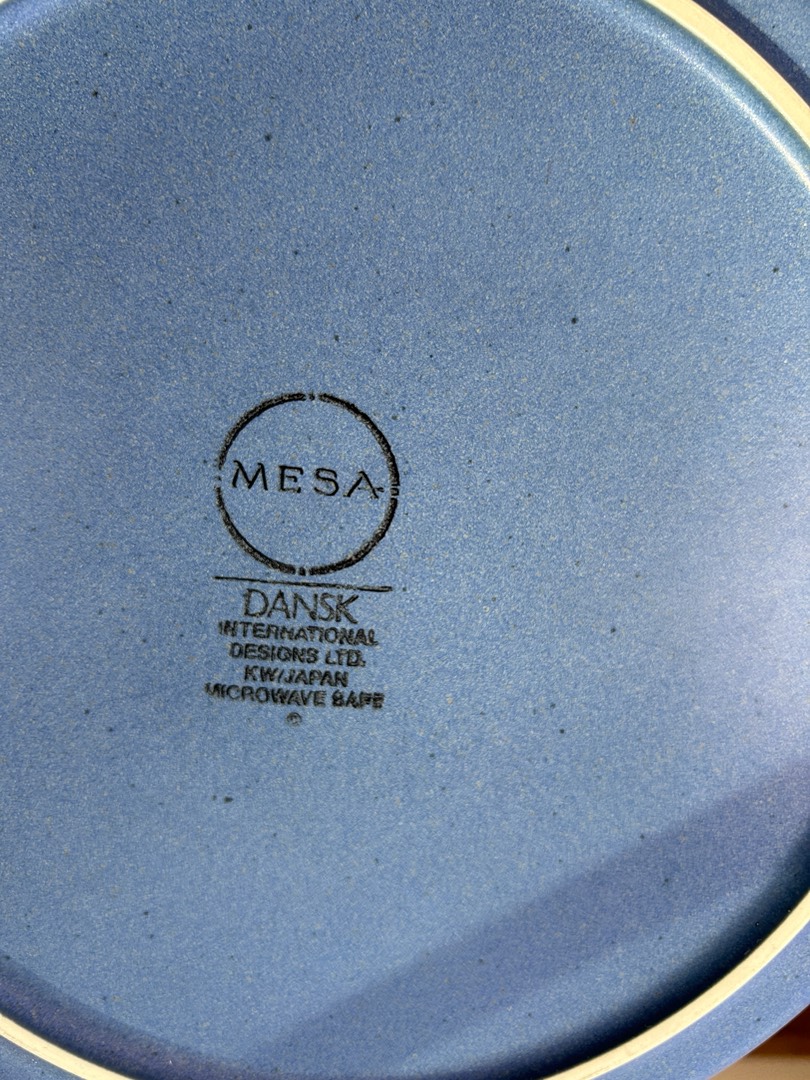 MESA
DANSK
INTERNATIONAL
DESIGNS LTD.
KW/JAPAN
MICROWAVE SAFE
©